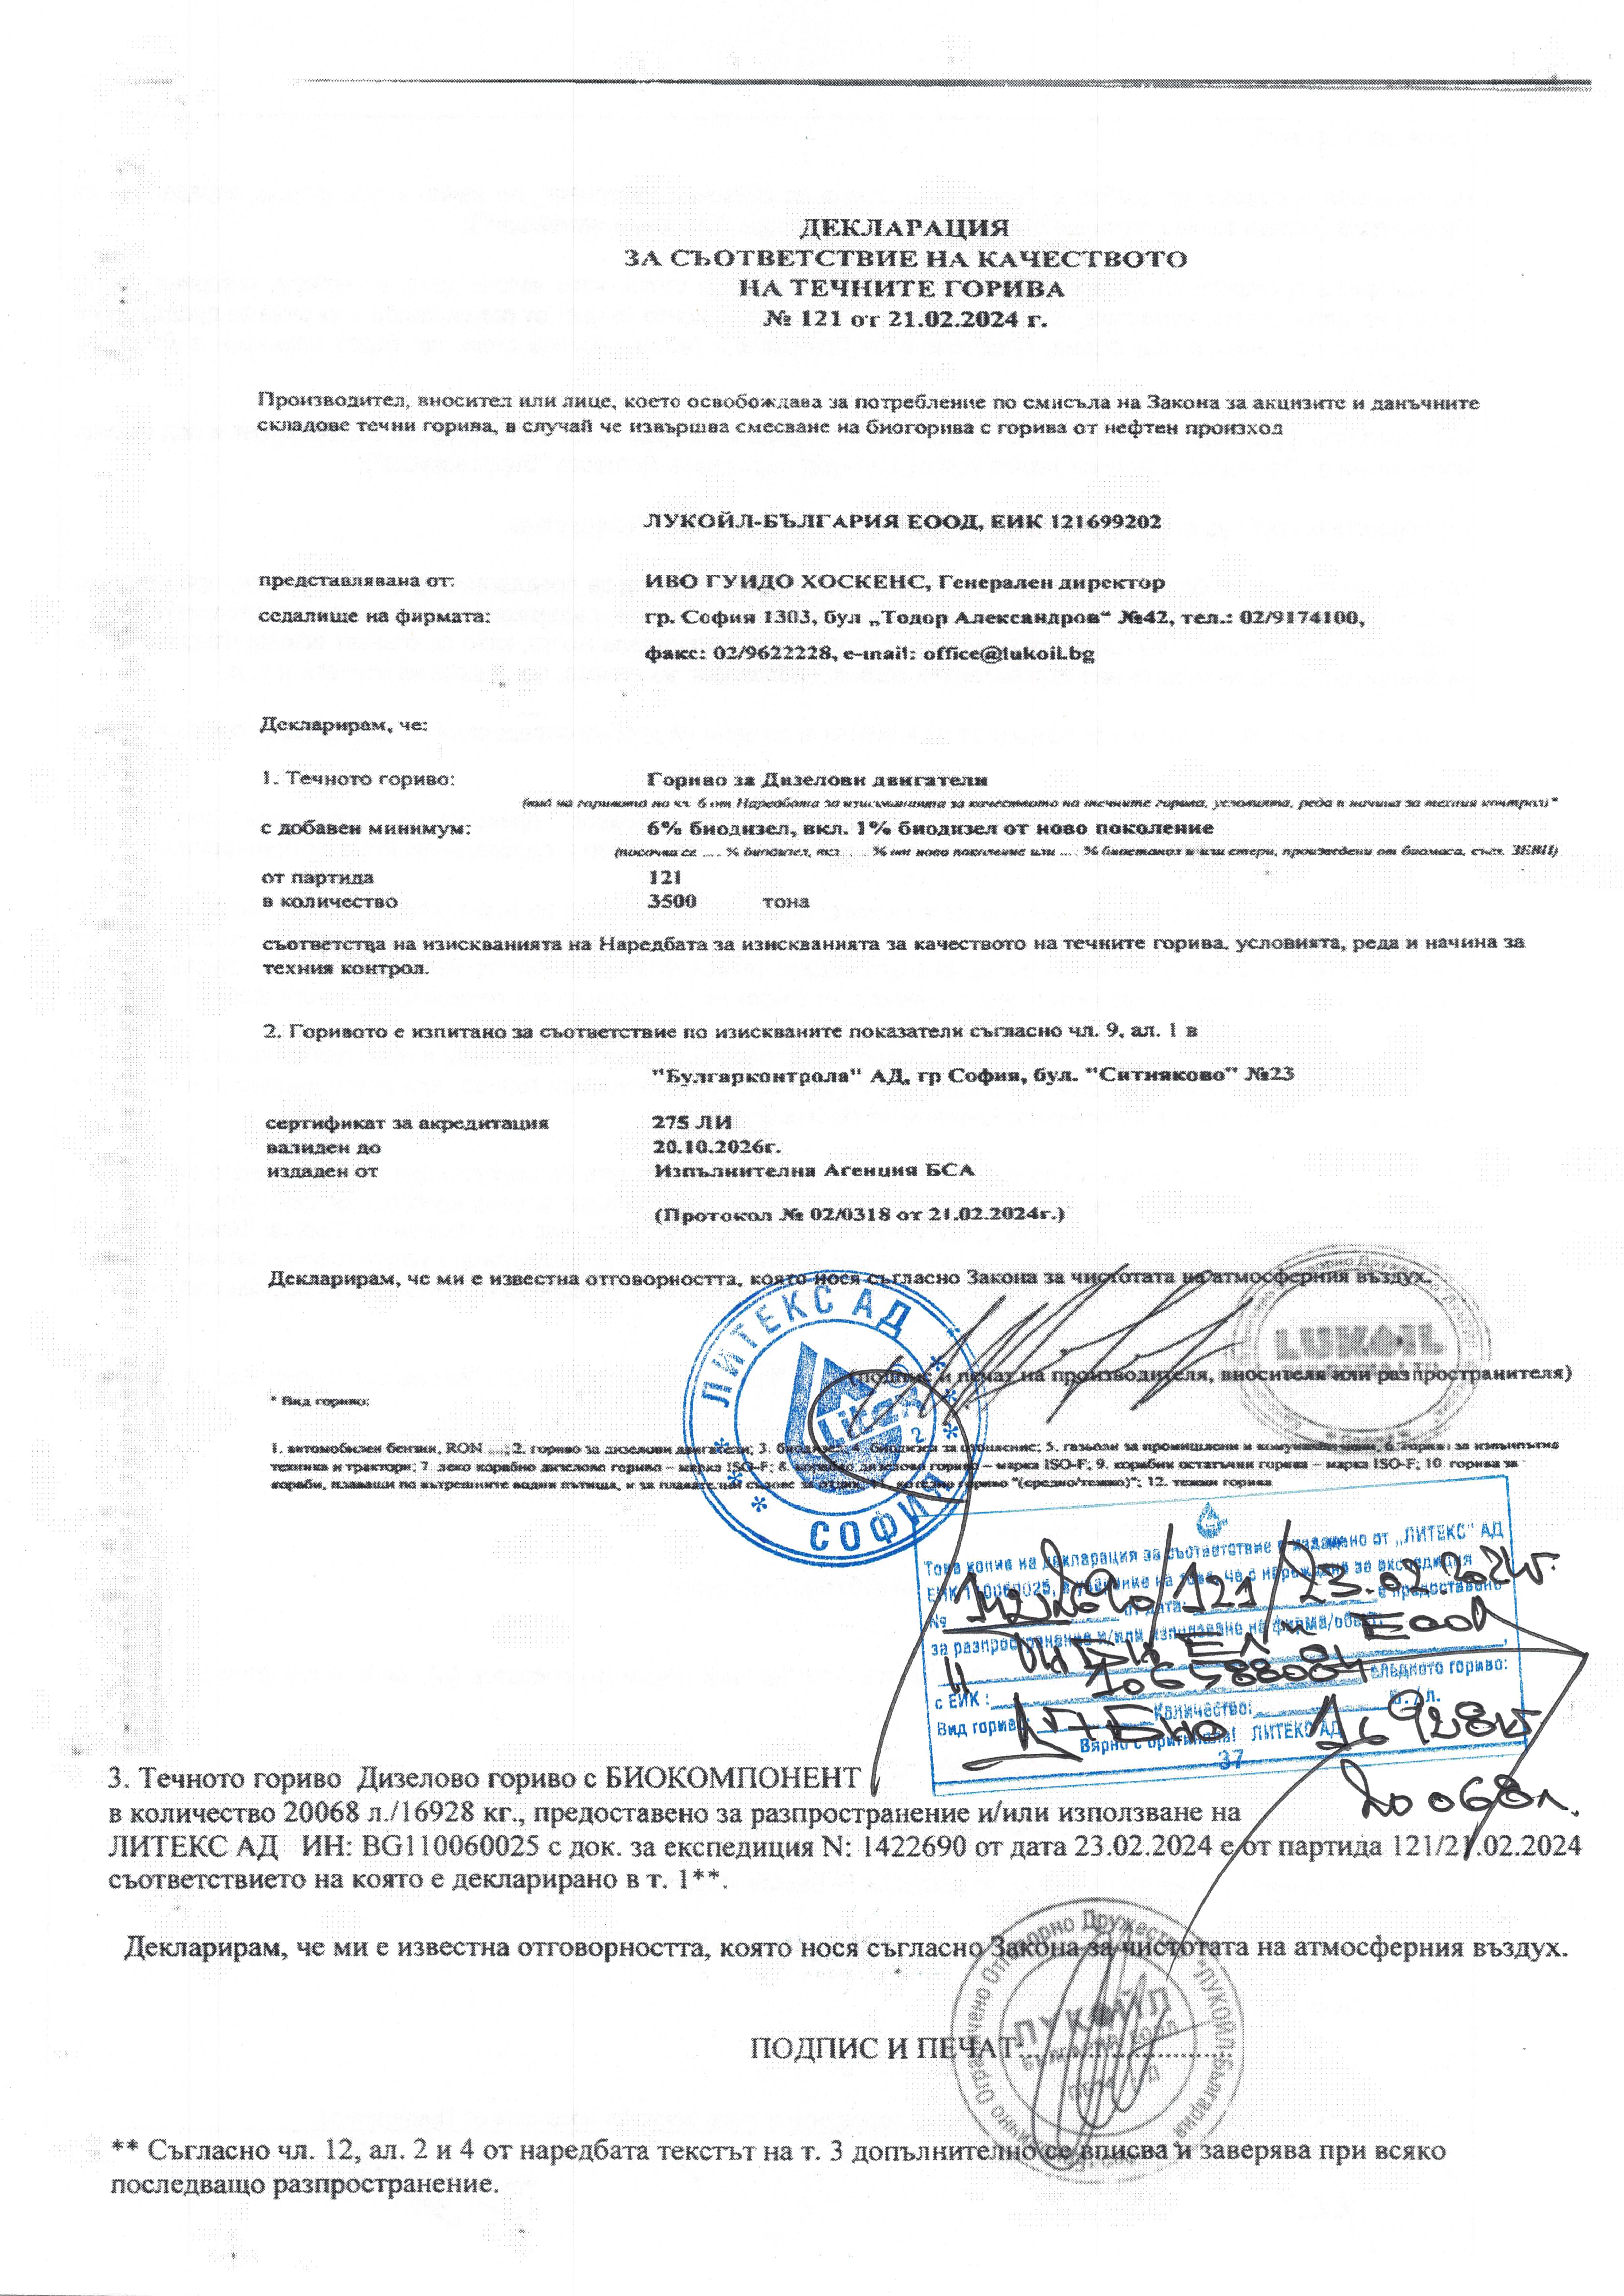 ДЕКЛАРАЦИЯ
ЗА СЪОТВЕТСТВИЕ НА КАЧЕСТВОТО
НА ТЕЧНИТЕ ГОРИВА
№ 121 от 21.02.2024 г.
Производител, вносител или лице, което освобождава за потребление по смисъла на Закона за акцизите и данъчните
складове течни горива, в случай че извършва смесване на биогорива с горива от нефтен произход
ЛУКОЙЛ-БЪЛГАРИЯ ЕООД, ЕИК 121699202
представлявана от: ИВО ГУИДО ХОСКЕНС, Генерален директор
седалище на фирмата: гр. София 1303, бул „Тодор Александров“ №42, тел.: 02/9174100,
факс: 02/9622228, e-mail: office@lukoil.bg
Декларирам, че:
1. Течното гориво: Гориво за Дизелови двигатели
(вид на горивото по чл. 6 от Наредбата за изискванията за качеството на течните горива, условията, реда и начина за техния контрол)*
с добавен минимум: 6% биодизел, вкл. 1% биодизел от ново поколение
(посочва се .... % биодизел, вкл. ... % от ново поколение или .... % биоетанол и/или етери, произведени от биомаса, съгл. ЗЕВИ)
от партида 121
в количество 3500 тона
съответства на изискванията на Наредбата за изискванията за качеството на течните горива, условията, реда и начина за
техния контрол.
2. Горивото е изпитано за съответствие по изискваните показатели съгласно чл. 9, ал. 1 в
"Булгарконтрола" АД, гр София, бул. "Ситняково" №23
сертификат за акредитация 275 ЛИ
валиден до 20.10.2026г.
издаден от Изпълнителна Агенция БСА
(Протокол № 02/0318 от 21.02.2024г.)
Декларирам, че ми е известна отговорността, която нося съгласно Закона за чистотата на атмосферния въздух.
LUKOIL
ЛИТЕКС АД
Litex
2
СОФИЯ
(подпис и печат на производителя, вносителя или разпространителя)
* Вид гориво:
1. автомобилен бензин, RON ...; 2. гориво за дизелови двигатели; 3. биодизел; 4. биодизел за отопление; 5. газьоли за промишлени и комунални цели; 6. горива за извънпътна
техника и трактори; 7. леко корабно дизелово гориво – марка ISO-F; 8. корабно дизелово гориво – марка ISO-F; 9. корабни остатъчни горива – марка ISO-F; 10. горива за
кораби, плаващи по вътрешните водни пътища, и за плавателни съдове за отдих; 11. котелно гориво "(средно/тежко)"; 12. тежки горива
Това копие на декларация за съответствие е издадено от „ЛИТЕКС" АД
ЕИК 110060025, в уверение на това, че с нареждане за експедиция
№ 1422690/121/23.02.2024г. от дата: е предоставено
за разпространение и/или използване на фирма/обект:
ЕООД
с ЕИК: 106588084 следното гориво:
Вид гориво: Количество: 16928кг
Вярно с оригинала! ЛИТЕКС АД
37
20068л.
3. Течното гориво Дизелово гориво с БИОКОМПОНЕНТ
в количество 20068 л./16928 кг., предоставено за разпространение и/или използване на
ЛИТЕКС АД ИН: BG110060025 с док. за експедиция N: 1422690 от дата 23.02.2024 е от партида 121/21.02.2024
съответствието на която е декларирано в т. 1**.
Декларирам, че ми е известна отговорността, която нося съгласно Закона за чистотата на атмосферния въздух.
ПОДПИС И ПЕЧАТ:
Ограничено Отговорно Дружество "ЛУКОЙЛ-България"
ЛУКОЙЛ
** Съгласно чл. 12, ал. 2 и 4 от наредбата текстът на т. 3 допълнително се вписва и заверява при всяко
последващо разпространение.